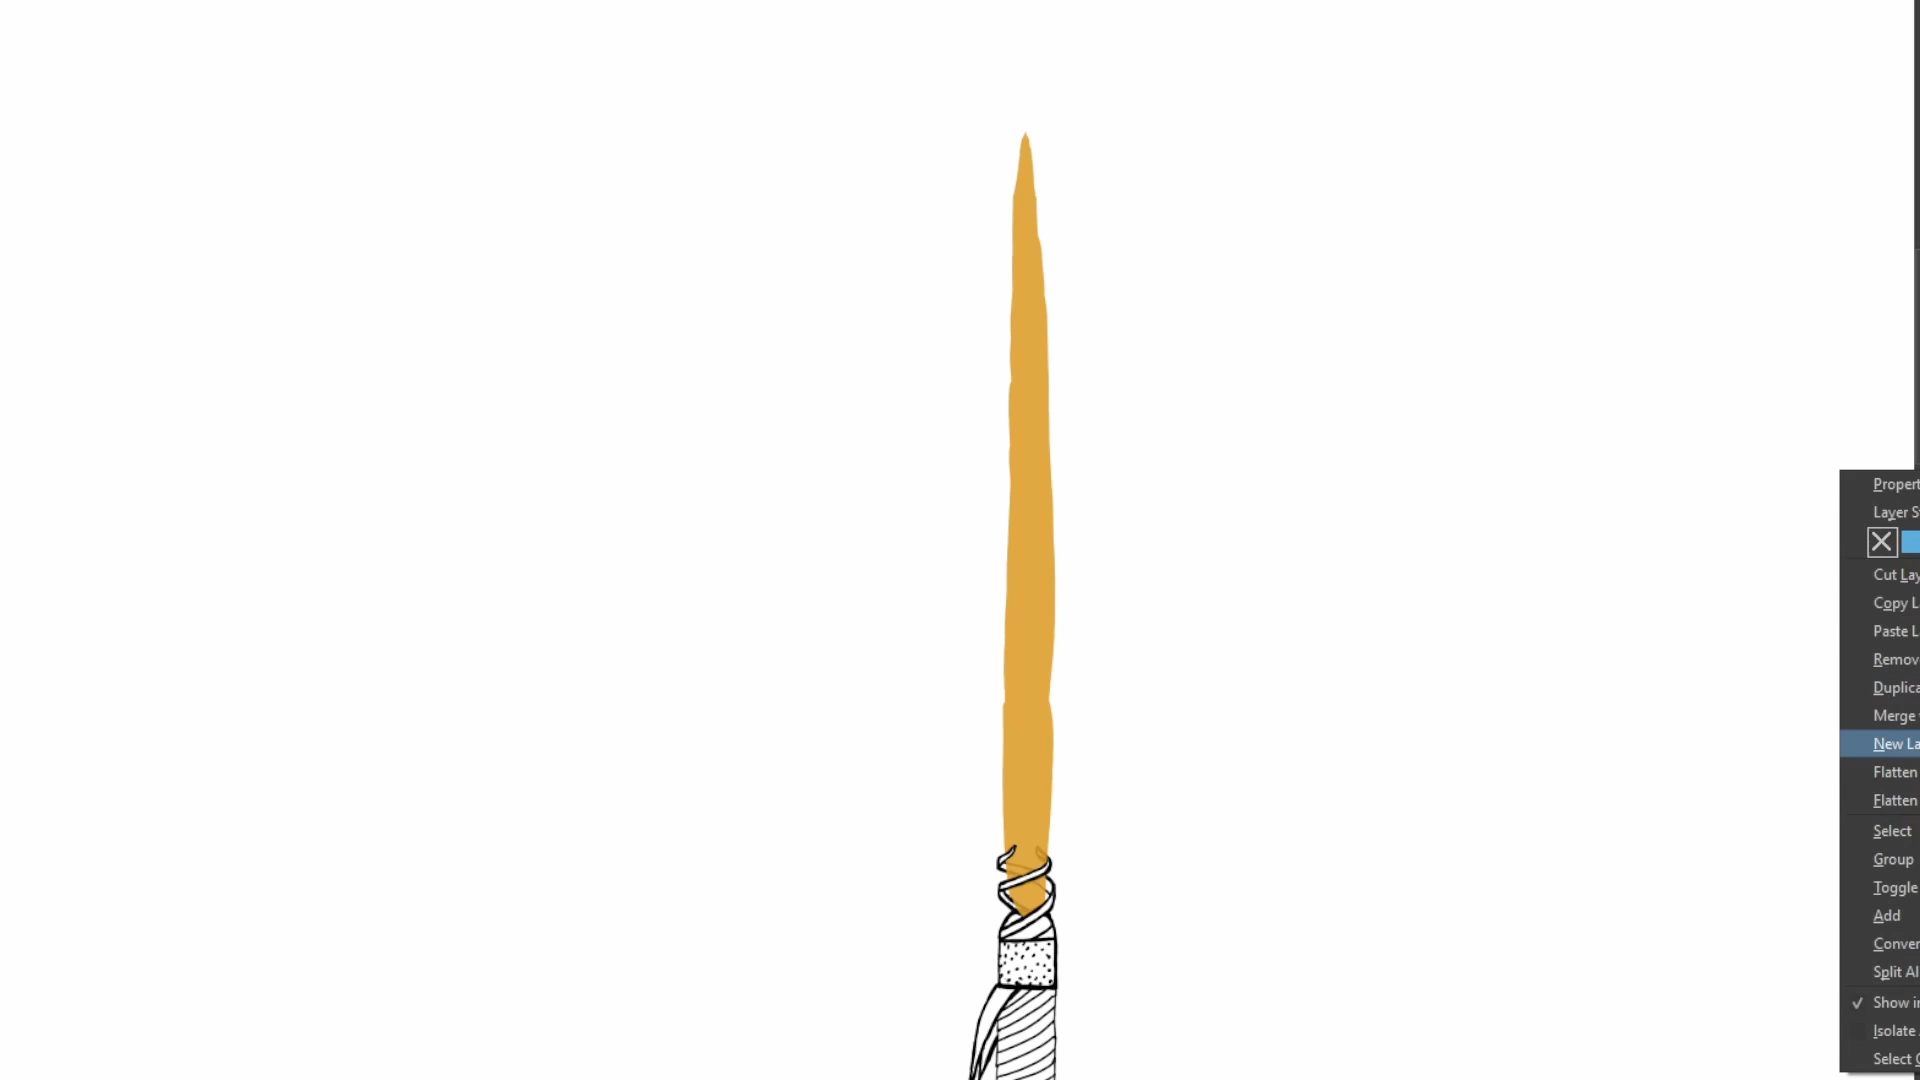 Propert
Layer S
Cut Lay
Copy L
Paste L
Remov
Duplica
Merge
New La
Flatten
Flatten
Select
Group
Toggle
Add
Conver
Split Al
Show i
Isolate
Select